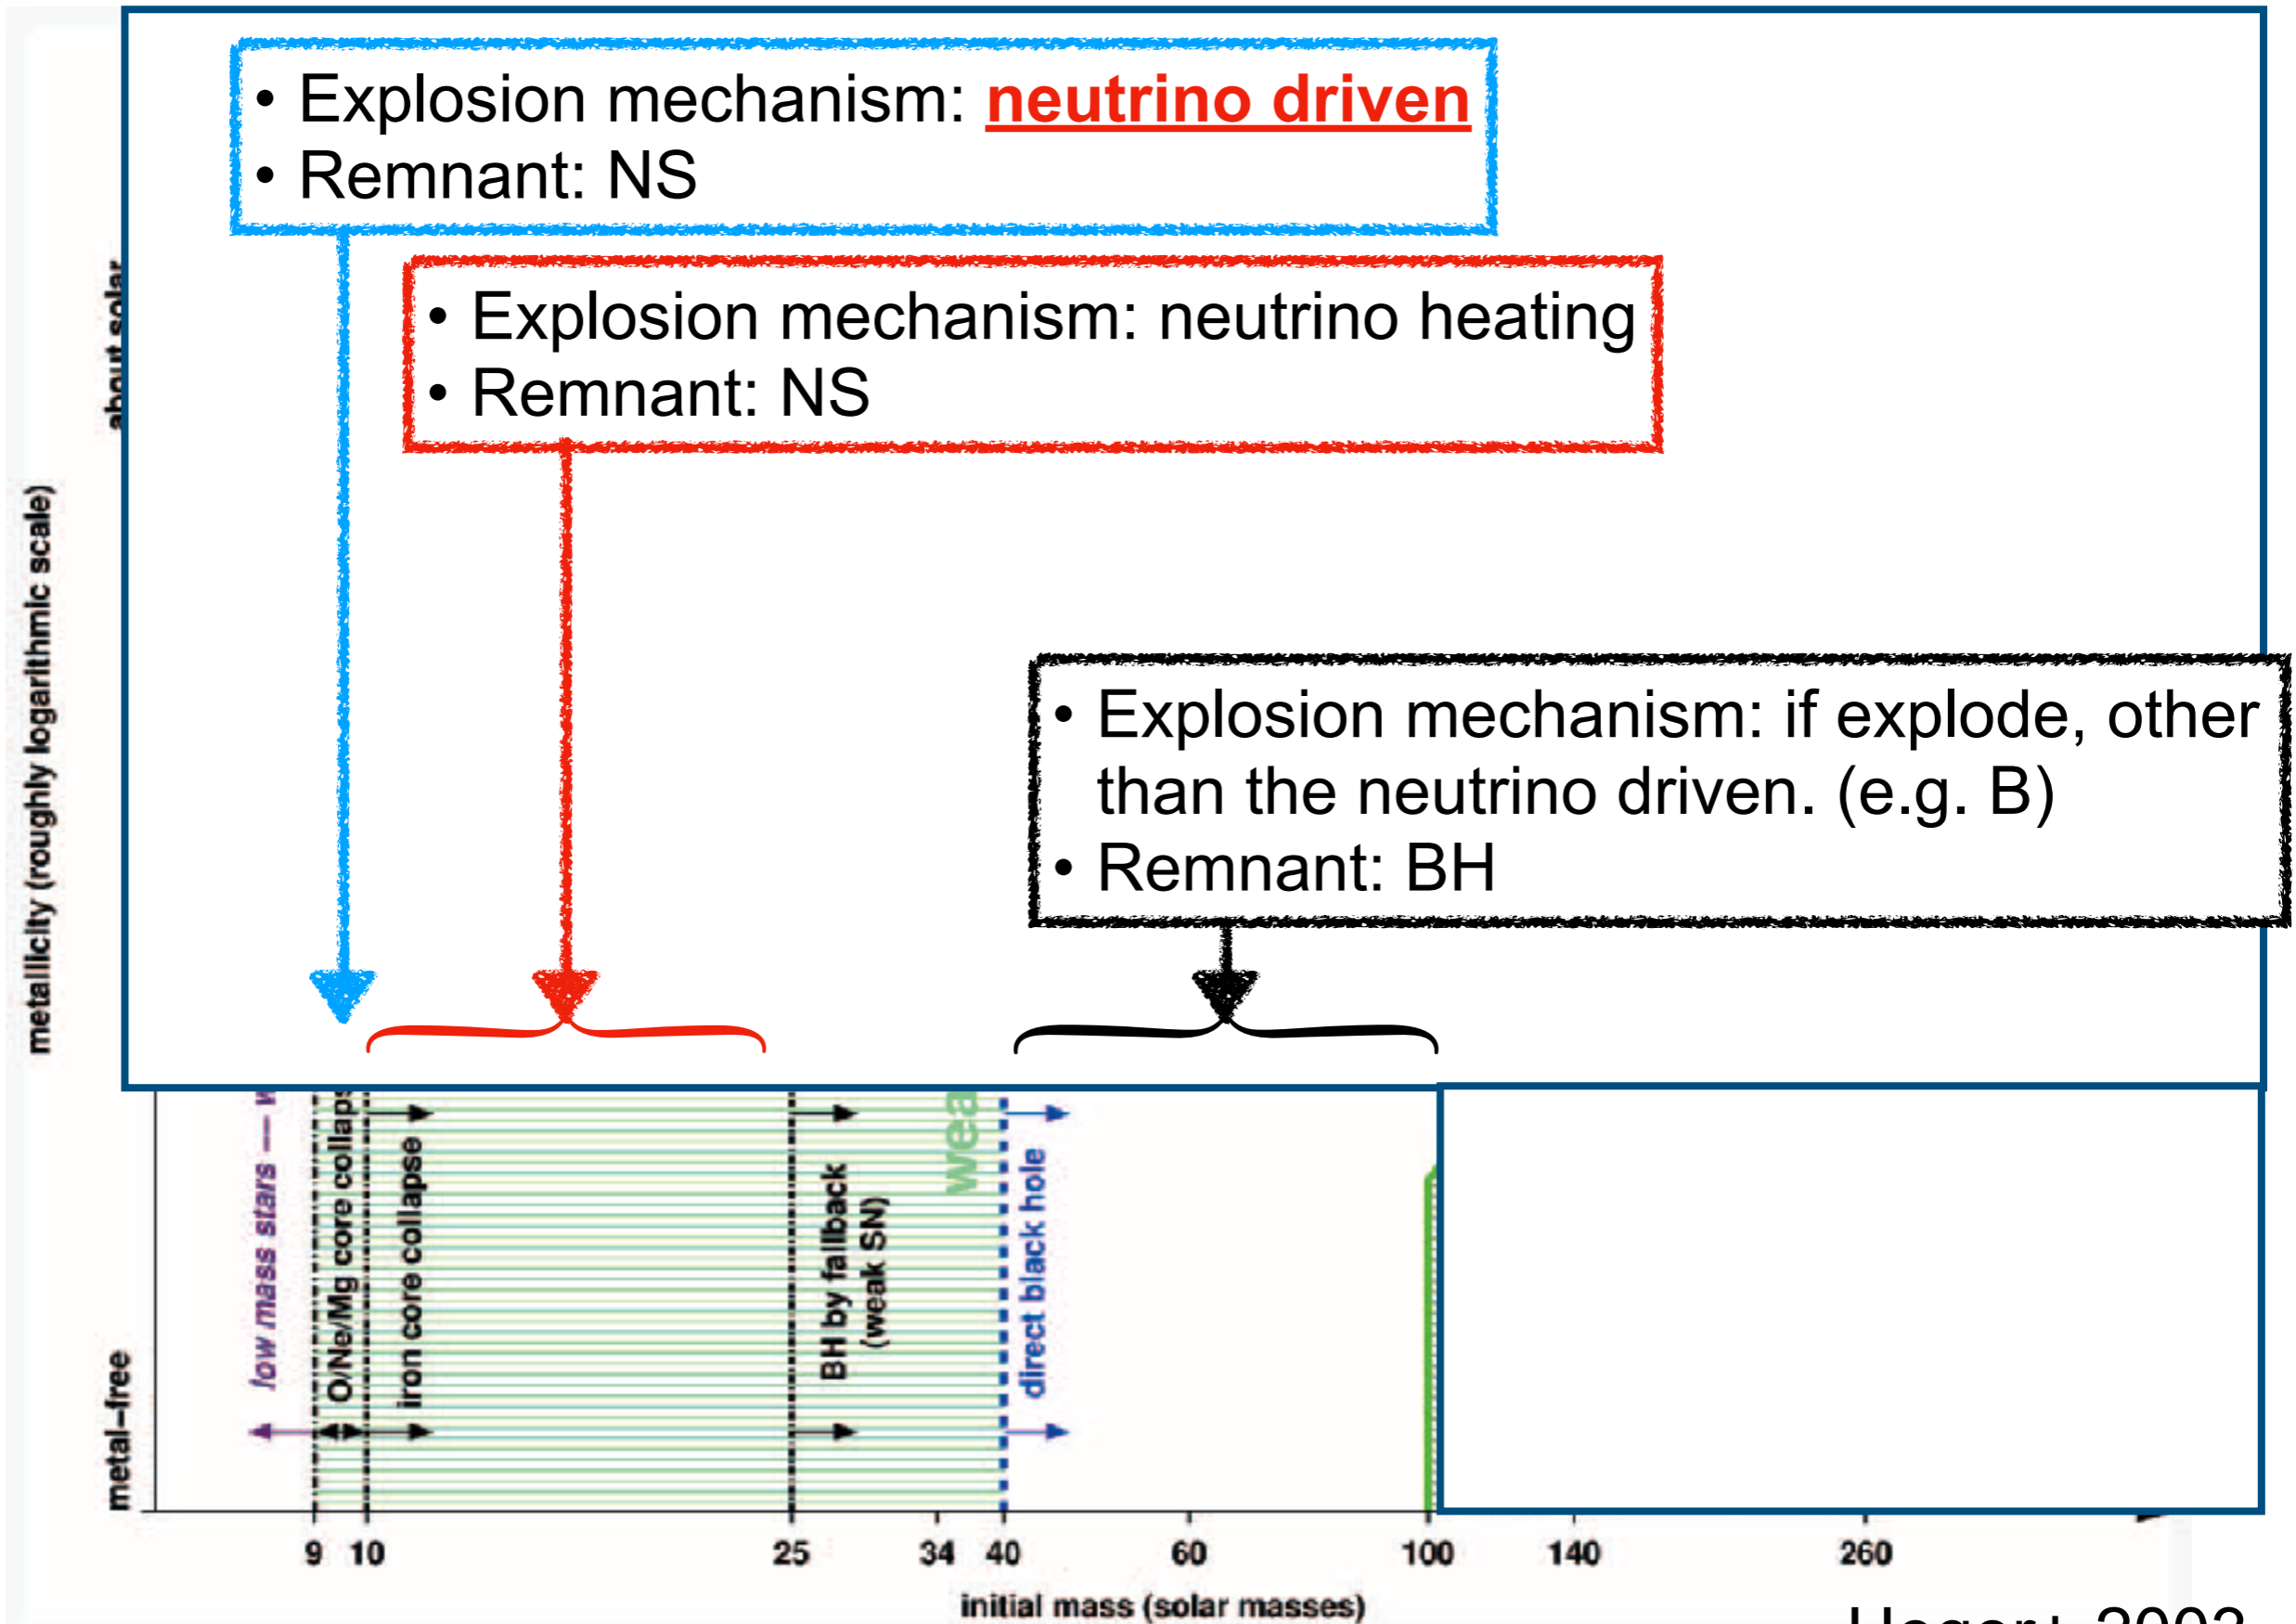 • Explosion mechanism: neutrino driven
• Remnant: NS
• Explosion mechanism: neutrino heating
• Remnant: NS
• Explosion mechanism: if explode, other
than the neutrino driven. (e.g. B)
• Remnant: BH
metallicity (roughly logarithmic scale)
about solar
metal–free
low mass stars —
O/Ne/Mg core collaps
iron core collapse
BH by fallback
(weak SN)
wea
direct black hole
9 10 25 34 40 60 100 140 260
initial mass (solar masses)
2003